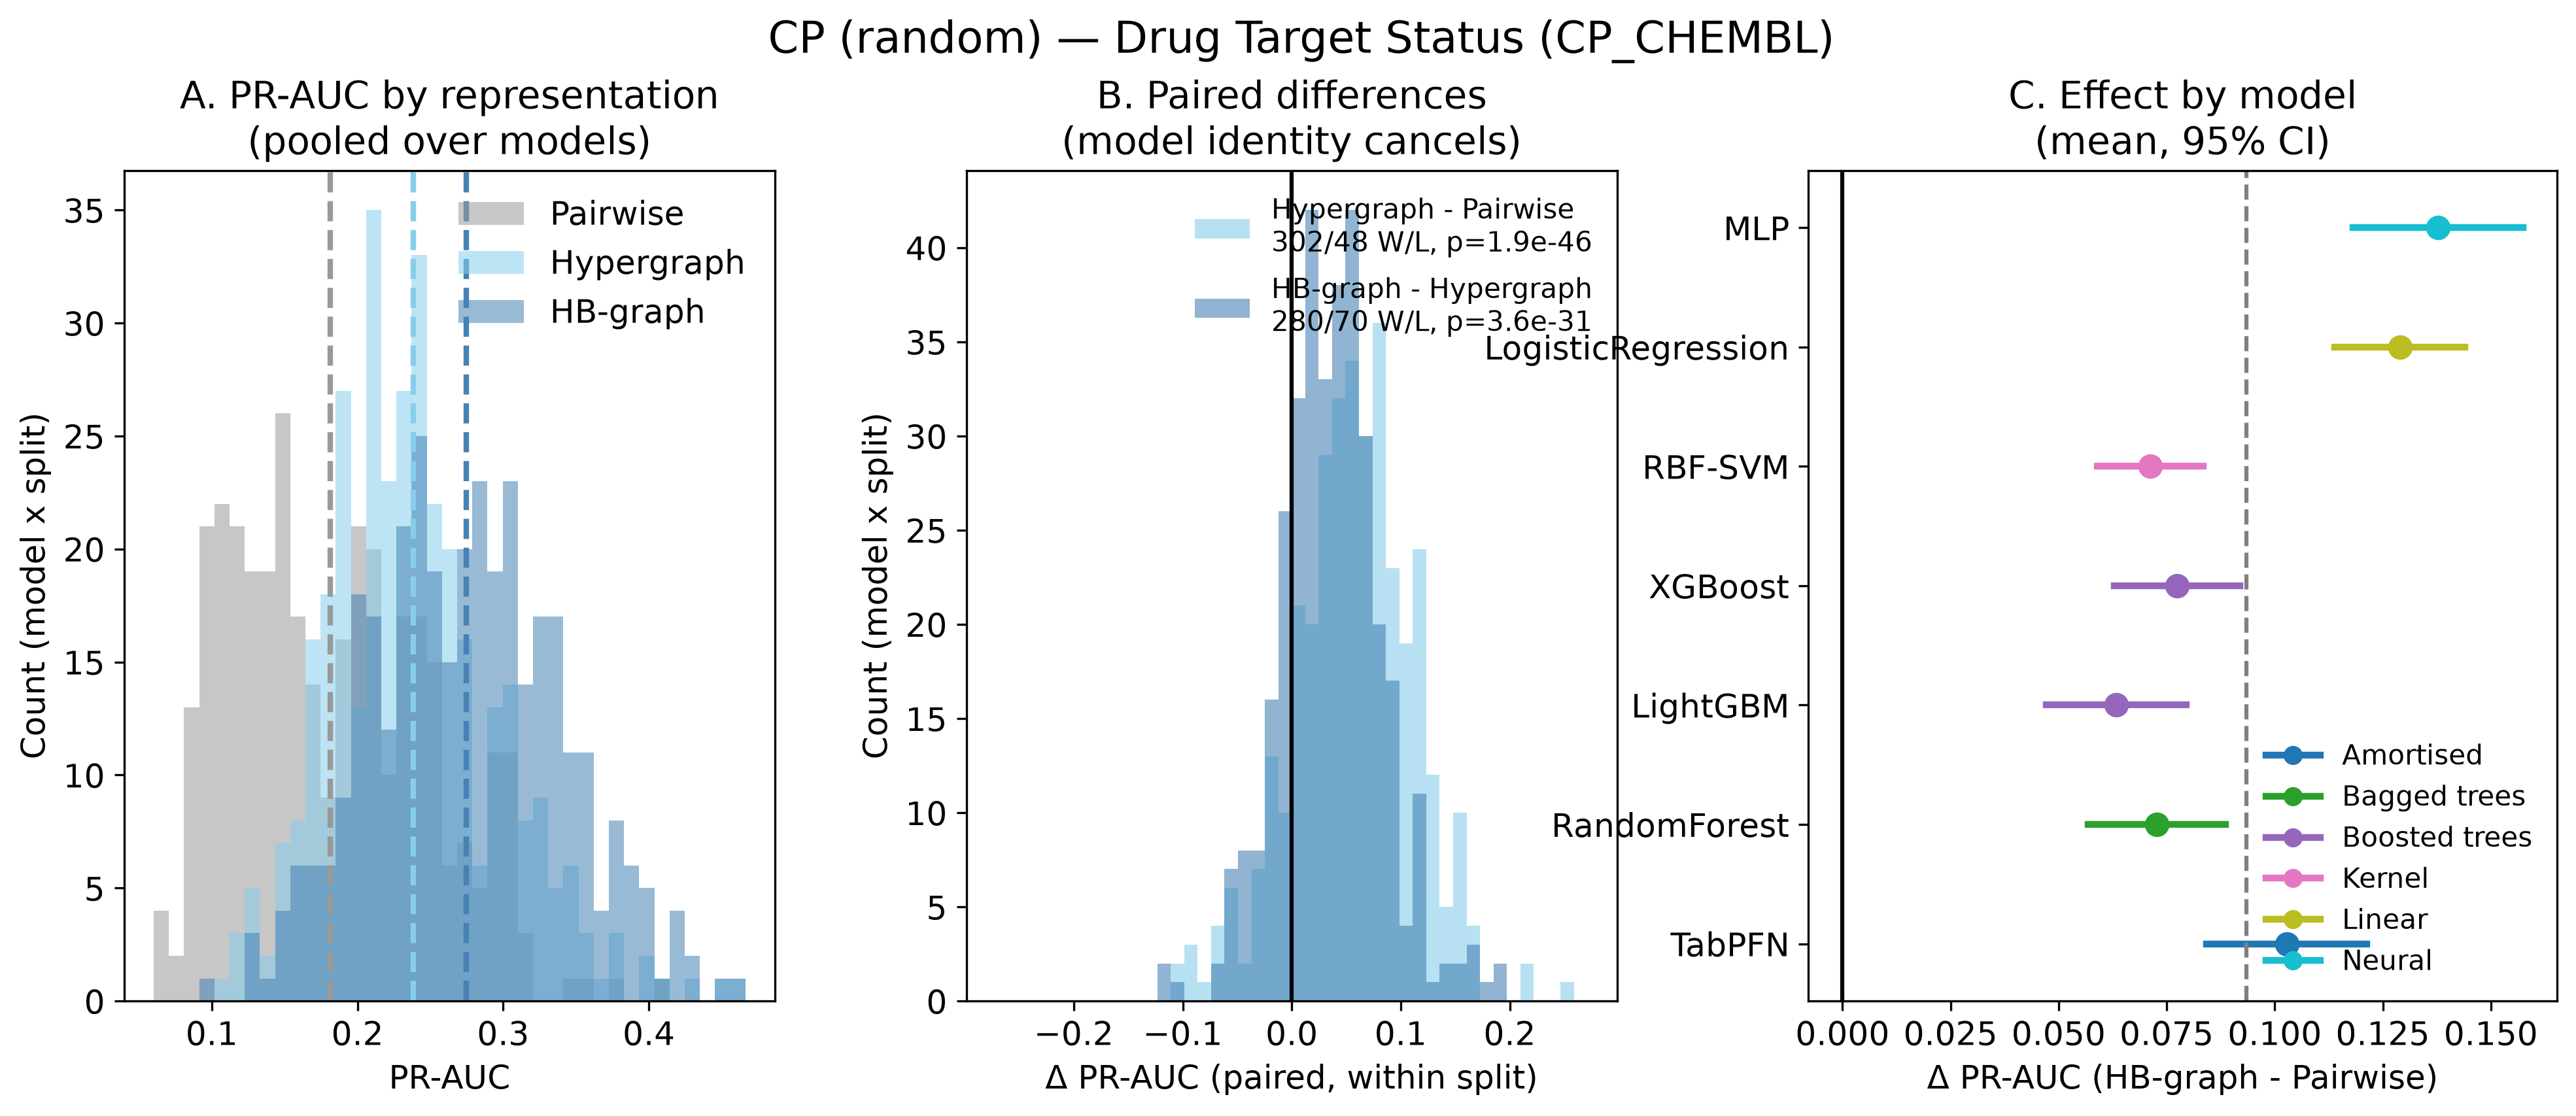 CP (random) — Drug Target Status (CP_CHEMBL)
A. PR-AUC by representation
(pooled over models)
35
30
25
20
15
10
5
0
Count (model x split)
Pairwise
Hypergraph
HB-graph
0.1
0.2
0.3
0.4
PR-AUC
B. Paired differences
(model identity cancels)
40
35
30
25
20
15
10
5
0
Count (model x split)
Hypergraph - Pairwise
302/48 W/L, p=1.9e-46
HB-graph - Hypergraph
280/70 W/L, p=3.6e-31
−0.2
−0.1
0.0
0.1
0.2
Δ PR-AUC (paired, within split)
C. Effect by model
(mean, 95% CI)
MLP
LogisticRegression
RBF-SVM
XGBoost
LightGBM
RandomForest
TabPFN
Amortised
Bagged trees
Boosted trees
Kernel
Linear
Neural
0.000
0.025
0.050
0.075
0.100
0.125
0.150
Δ PR-AUC (HB-graph - Pairwise)